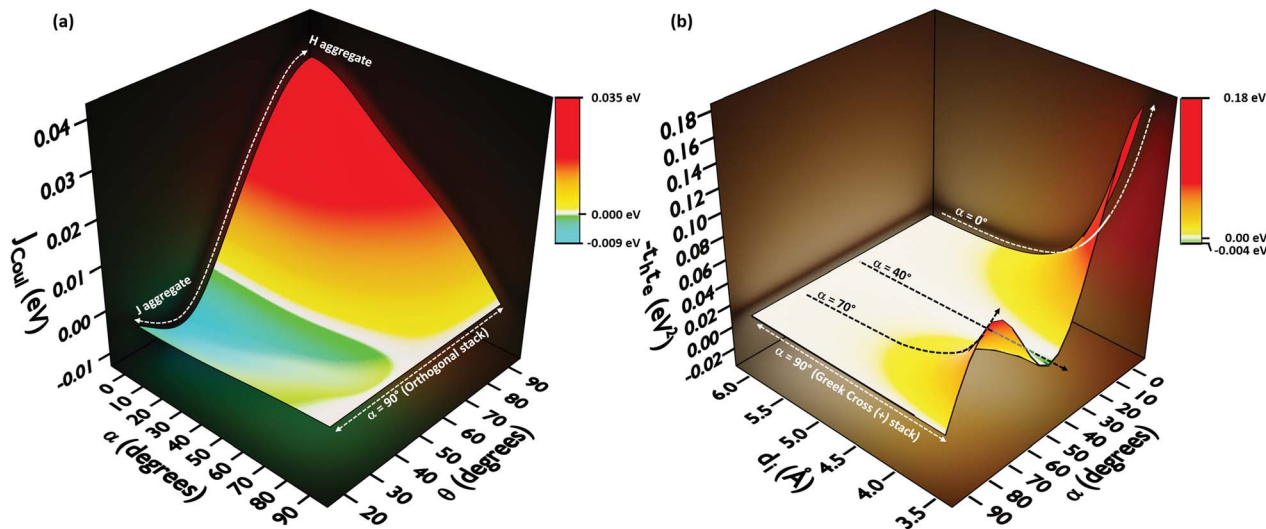 (a)
H aggregate
J aggregate
α = 90° (Orthogonal stack)
0.04
0.03
0.02
0.01
0.00
-0.01
J Coul (eV)
0
10
20
30
40
50
60
70
80
90
α (degrees)
20
30
40
50
60
70
80
90
θ (degrees)
0.035 eV
0.000 eV
-0.009 eV
(b)
α = 0°
α = 40°
α = 70°
α = 90° (Greek Cross (+) stack)
0.18
0.16
0.14
0.12
0.10
0.08
0.06
0.04
0.02
0.00
-0.02
-thte (eV²)
6.0
5.5
5.0
4.5
4.0
3.5
di (Å)
0
10
20
30
40
50
60
70
80
90
α (degrees)
0.18 eV
0.00 eV
-0.004 eV